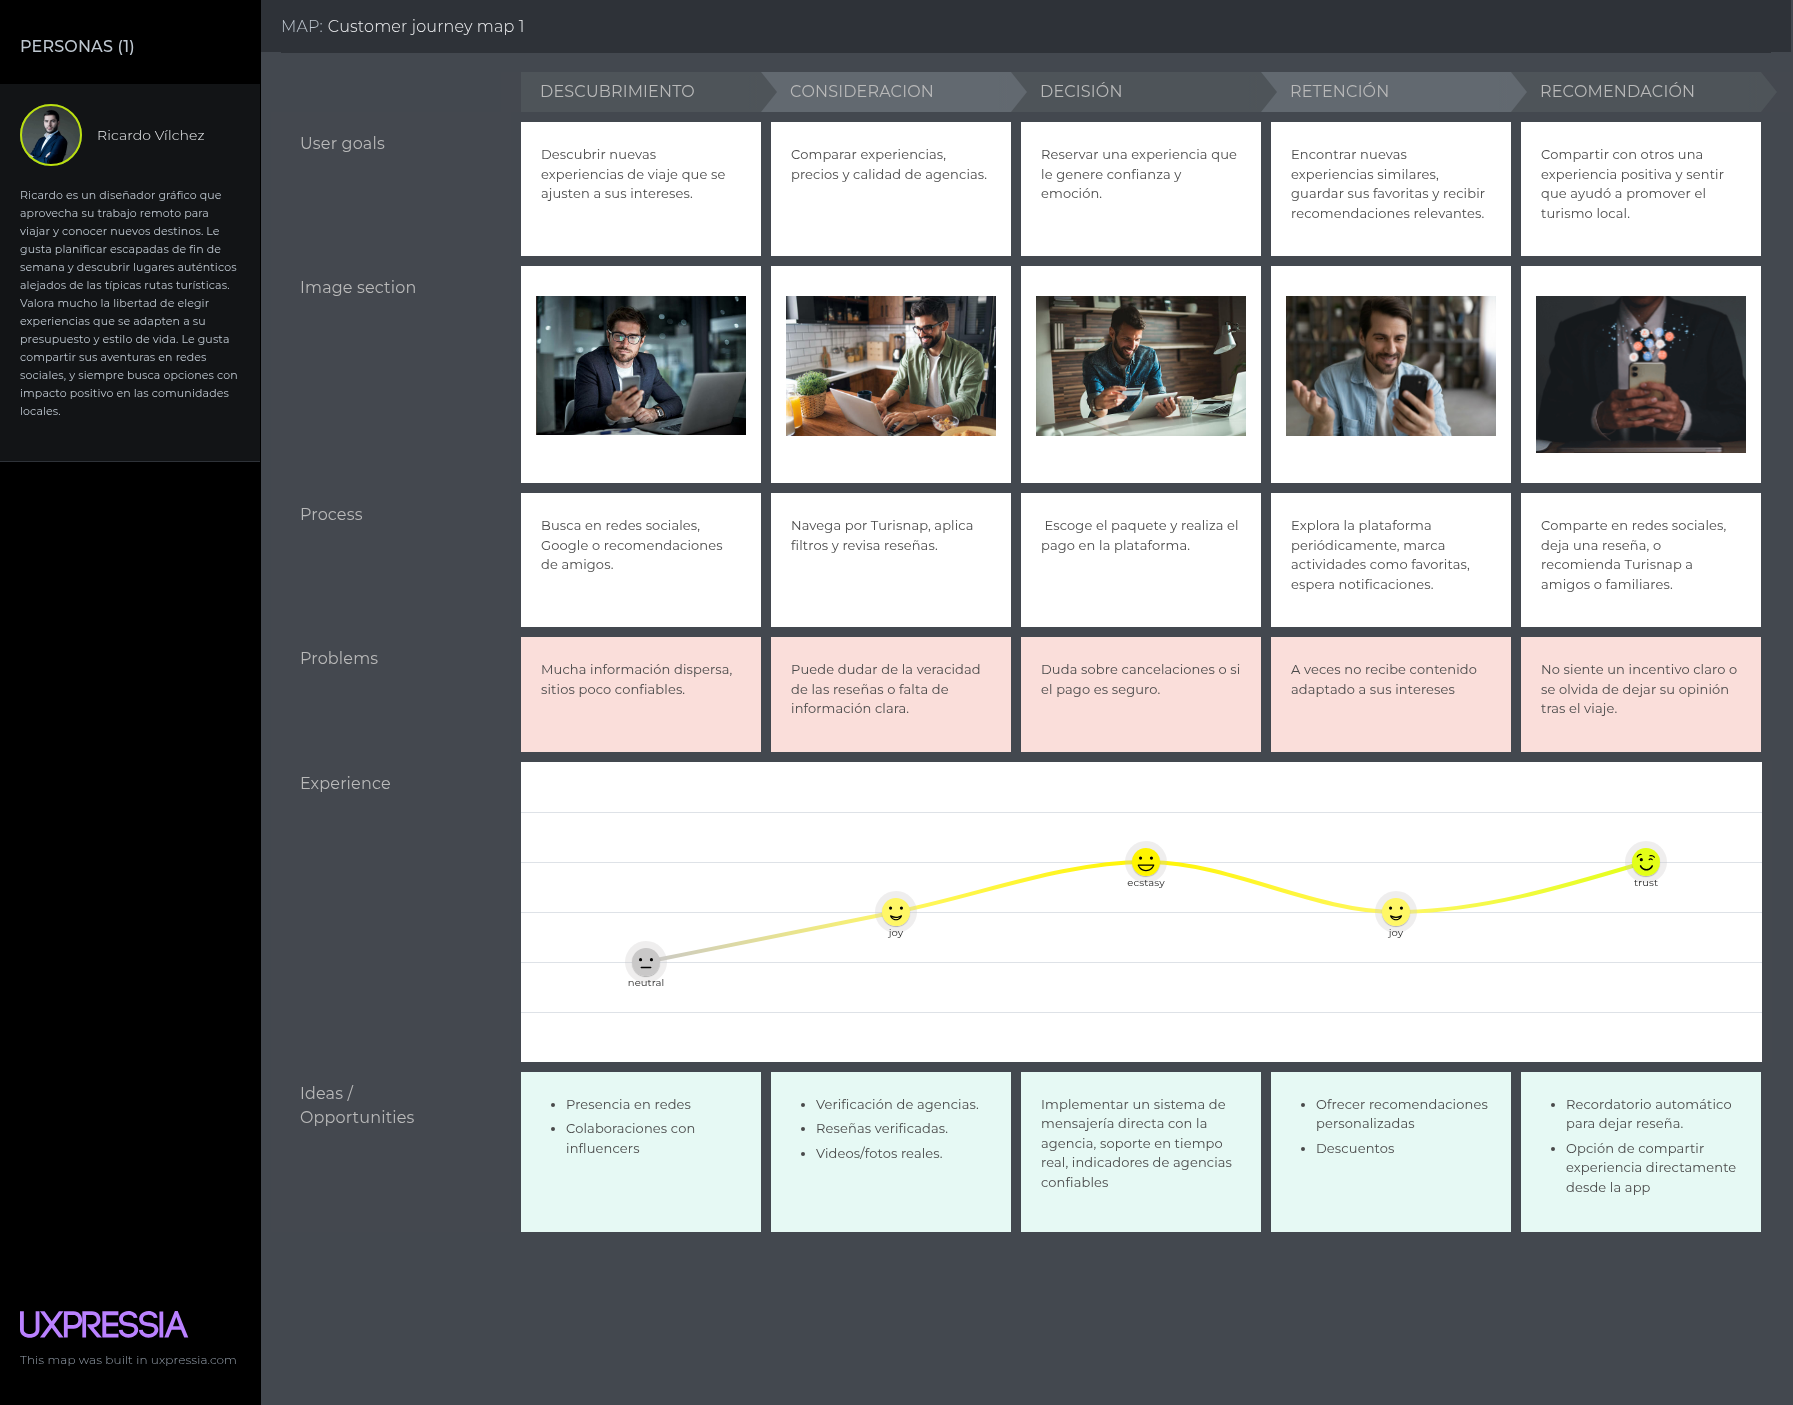 PERSONAS (1)
Ricardo Vílchez
Ricardo es un diseñador gráfico que
aprovecha su trabajo remoto para
viajar y conocer nuevos destinos. Le
gusta planificar escapadas de fin de
semana y descubrir lugares auténticos
alejados de las típicas rutas turísticas.
Valora mucho la libertad de elegir
experiencias que se adapten a su
presupuesto y estilo de vida. Le gusta
compartir sus aventuras en redes
sociales, y siempre busca opciones con
impacto positivo en las comunidades
locales.
UXPRESSIA
This map was built in uxpressia.com
MAP: Customer journey map 1
DESCUBRIMIENTO
CONSIDERACION
DECISIÓN
RETENCIÓN
RECOMENDACIÓN
User goals
Descubrir nuevas
experiencias de viaje que se
ajusten a sus intereses.
Comparar experiencias,
precios y calidad de agencias.
Reservar una experiencia que
le genere confianza y
emoción.
Encontrar nuevas
experiencias similares,
guardar sus favoritas y recibir
recomendaciones relevantes.
Compartir con otros una
experiencia positiva y sentir
que ayudó a promover el
turismo local.
Image section
Process
Busca en redes sociales,
Google o recomendaciones
de amigos.
Navega por Turisnap, aplica
filtros y revisa reseñas.
Escoge el paquete y realiza el
pago en la plataforma.
Explora la plataforma
periódicamente, marca
actividades como favoritas,
espera notificaciones.
Comparte en redes sociales,
deja una reseña, o
recomienda Turisnap a
amigos o familiares.
Problems
Mucha información dispersa,
sitios poco confiables.
Puede dudar de la veracidad
de las reseñas o falta de
información clara.
Duda sobre cancelaciones o si
el pago es seguro.
A veces no recibe contenido
adaptado a sus intereses
No siente un incentivo claro o
se olvida de dejar su opinión
tras el viaje.
Experience
neutral
joy
ecstasy
joy
trust
Ideas /
Opportunities
• Presencia en redes
• Colaboraciones con
influencers
• Verificación de agencias.
• Reseñas verificadas.
• Videos/fotos reales.
Implementar un sistema de
mensajería directa con la
agencia, soporte en tiempo
real, indicadores de agencias
confiables
• Ofrecer recomendaciones
personalizadas
• Descuentos
• Recordatorio automático
para dejar reseña.
• Opción de compartir
experiencia directamente
desde la app